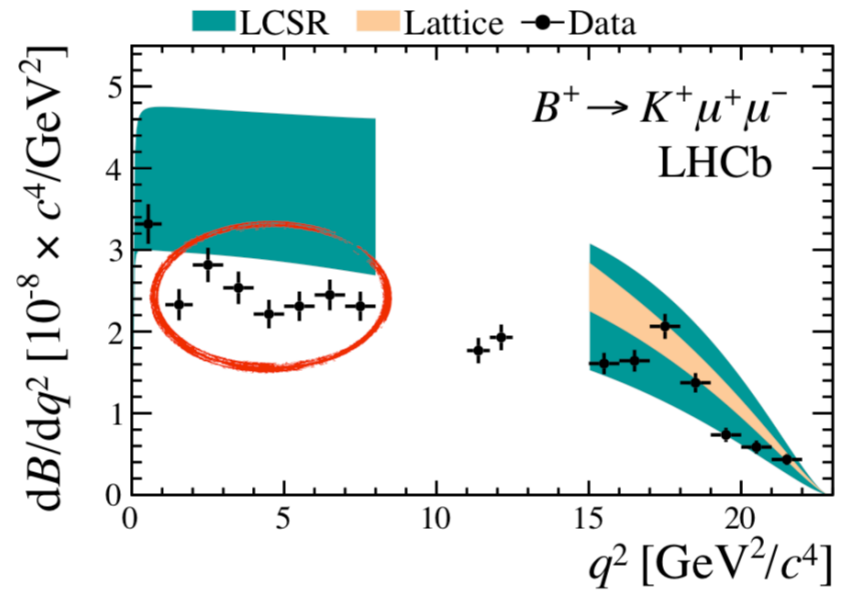 LCSR Lattice Data
B⁺ → K⁺μ⁺μ⁻
LHCb
dB/dq² [10⁻⁸ × c⁴/GeV²]
5
4
3
2
1
0
0 5 10 15 20
q² [GeV²/c⁴]